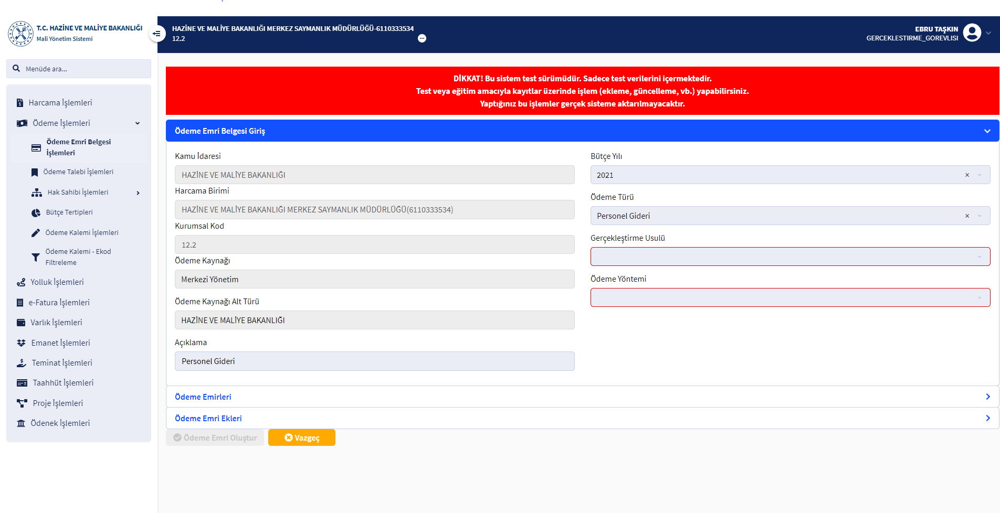 T.C. HAZİNE VE MALİYE BAKANLIĞI
Mali Yönetim Sistemi
HAZİNE VE MALİYE BAKANLIĞI MERKEZ SAYMANLIK MÜDÜRLÜĞÜ-6110333534
12.2
EBRU TAŞKIN
GERCEKLESTIRME_GOREVLISI
Menüde ara...
Harcama İşlemleri
Ödeme İşlemleri
Ödeme Emri Belgesi
İşlemleri
Ödeme Talebi İşlemleri
Hak Sahibi İşlemleri
Bütçe Tertipleri
Ödeme Kalemi İşlemleri
Ödeme Kalemi - Ekod
Filtreleme
Yolluk İşlemleri
e-Fatura İşlemleri
Varlık İşlemleri
Emanet İşlemleri
Teminat İşlemleri
Taahhüt İşlemleri
Proje İşlemleri
Ödenek İşlemleri
DİKKAT! Bu sistem test sürümüdür. Sadece test verilerini içermektedir.
Test veya eğitim amacıyla kayıtlar üzerinde işlem (ekleme, güncelleme, vb.) yapabilirsiniz.
Yaptığınız bu işlemler gerçek sisteme aktarılmayacaktır.
Ödeme Emri Belgesi Giriş
Kamu İdaresi
HAZİNE VE MALİYE BAKANLIĞI
Harcama Birimi
HAZİNE VE MALİYE BAKANLIĞI MERKEZ SAYMANLIK MÜDÜRLÜĞÜ(6110333534)
Kurumsal Kod
12.2
Ödeme Kaynağı
Merkezi Yönetim
Ödeme Kaynağı Alt Türü
HAZİNE VE MALİYE BAKANLIĞI
Açıklama
Personel Gideri
Bütçe Yılı
2021
Ödeme Türü
Personel Gideri
Gerçekleştirme Usulü
Ödeme Yöntemi
Ödeme Emirleri
Ödeme Emri Ekleri
Ödeme Emri Oluştur
Vazgeç